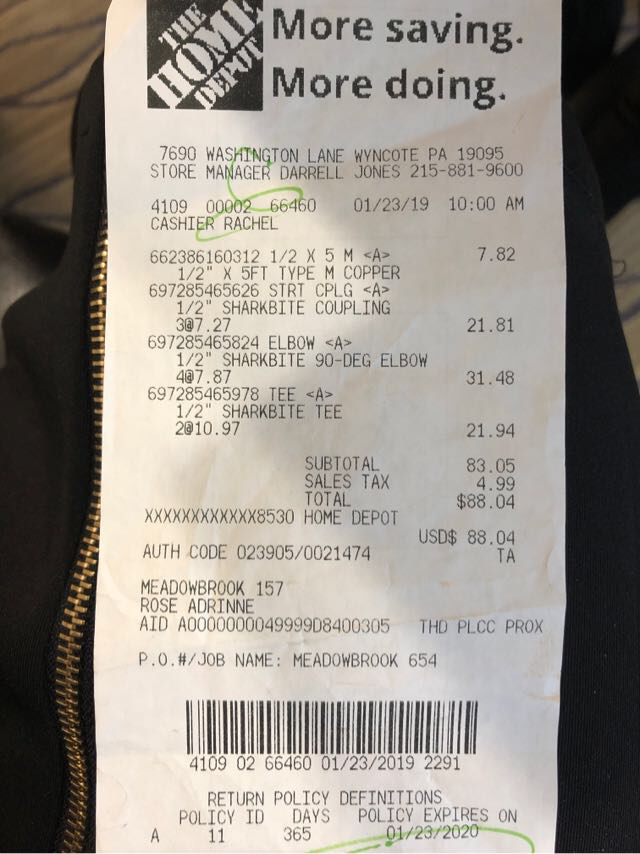 THE
HOME
DEPOT
More saving.
More doing.
7690 WASHINGTON LANE WYNCOTE PA 19095
STORE MANAGER DARRELL JONES 215-881-9600
4109 00002 66460 01/23/19 10:00 AM
CASHIER RACHEL
662386160312 1/2 X 5 M <A> 7.82
1/2" X 5FT TYPE M COPPER
697285465626 STRT CPLG <A>
1/2" SHARKBITE COUPLING
3@7.27 21.81
697285465824 ELBOW <A>
1/2" SHARKBITE 90-DEG ELBOW
4@7.87 31.48
697285465978 TEE <A>
1/2" SHARKBITE TEE
2@10.97 21.94
SUBTOTAL 83.05
SALES TAX 4.99
TOTAL $88.04
XXXXXXXXXXXX8530 HOME DEPOT
USD$ 88.04
AUTH CODE 023905/0021474 TA
MEADOWBROOK 157
ROSE ADRINNE
AID A0000000049999D8400305 THD PLCC PROX
P.O.#/JOB NAME: MEADOWBROOK 654
4109 02 66460 01/23/2019 2291
RETURN POLICY DEFINITIONS
POLICY ID DAYS POLICY EXPIRES ON
A 11 365 01/23/2020